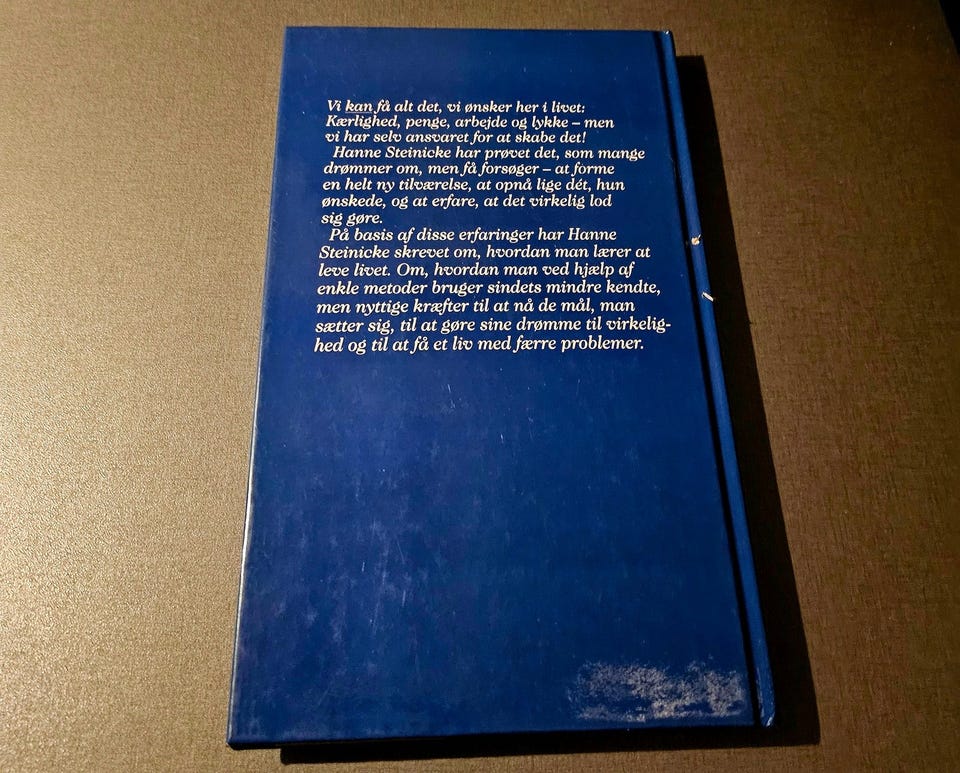 Vi kan få alt det, vi ønsker her i livet:
Kærlighed, penge, arbejde og lykke – men
vi har selv ansvaret for at skabe det!
Hanne Steinicke har prøvet det, som mange
drømmer om, men få forsøger – at forme
en helt ny tilværelse, at opnå lige dét, hun
ønskede, og at erfare, at det virkelig lod
sig gøre.
På basis af disse erfaringer har Hanne
Steinicke skrevet om, hvordan man lærer at
leve livet. Om, hvordan man ved hjælp af
enkle metoder bruger sindets mindre kendte,
men nyttige kræfter til at nå de mål, man
sætter sig, til at gøre sine drømme til virkelig-
hed og til at få et liv med færre problemer.